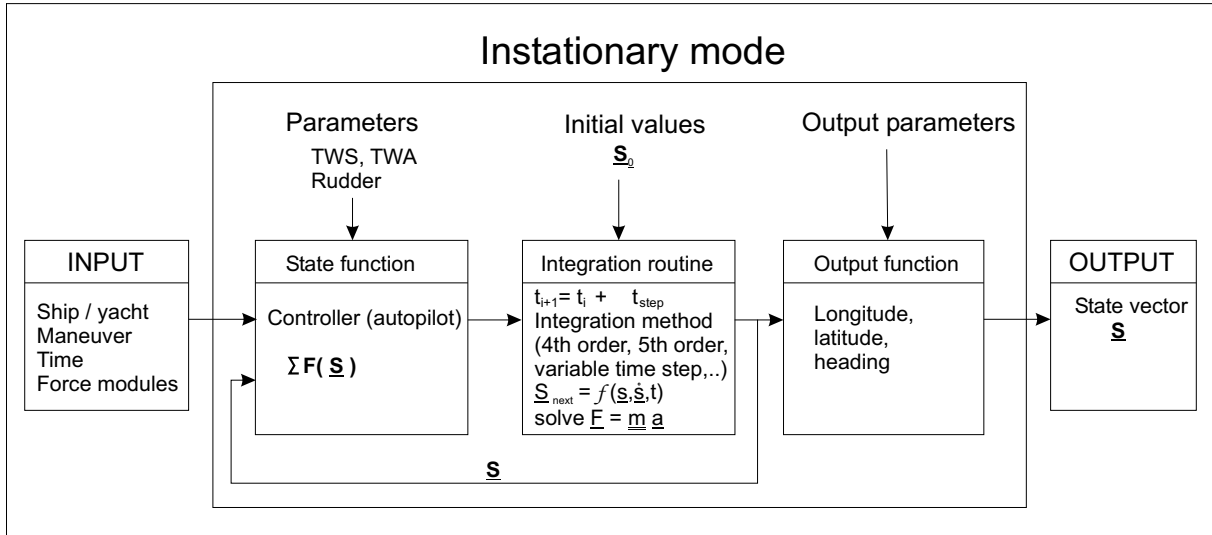 Instationary mode
Parameters
TWS, TWA
Rudder
Initial values
S₀
Output parameters
INPUT
Ship / yacht
Maneuver
Time
Force modules
State function
Controller (autopilot)
∑ F( S )
Integration routine
tᵢ₊₁= tᵢ + t_step
Integration method
(4th order, 5th order,
variable time step,..)
S next = f(s,ṡ,t)
solve F = m a
Output function
Longitude,
latitude,
heading
OUTPUT
State vector
S
S